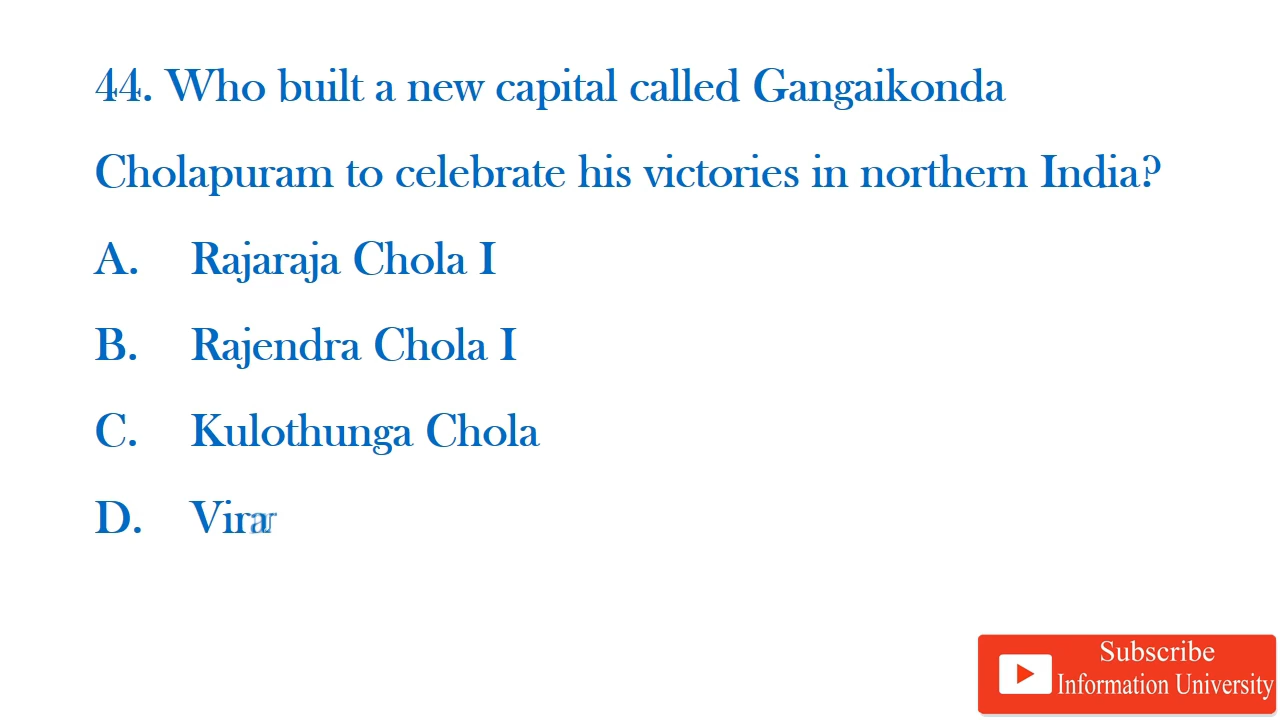 44. Who built a new capital called Gangaikonda
Cholapuram to celebrate his victories in northern India?
A. Rajaraja Chola I
B. Rajendra Chola I
C. Kulothunga Chola
D.
Subscribe
Information University